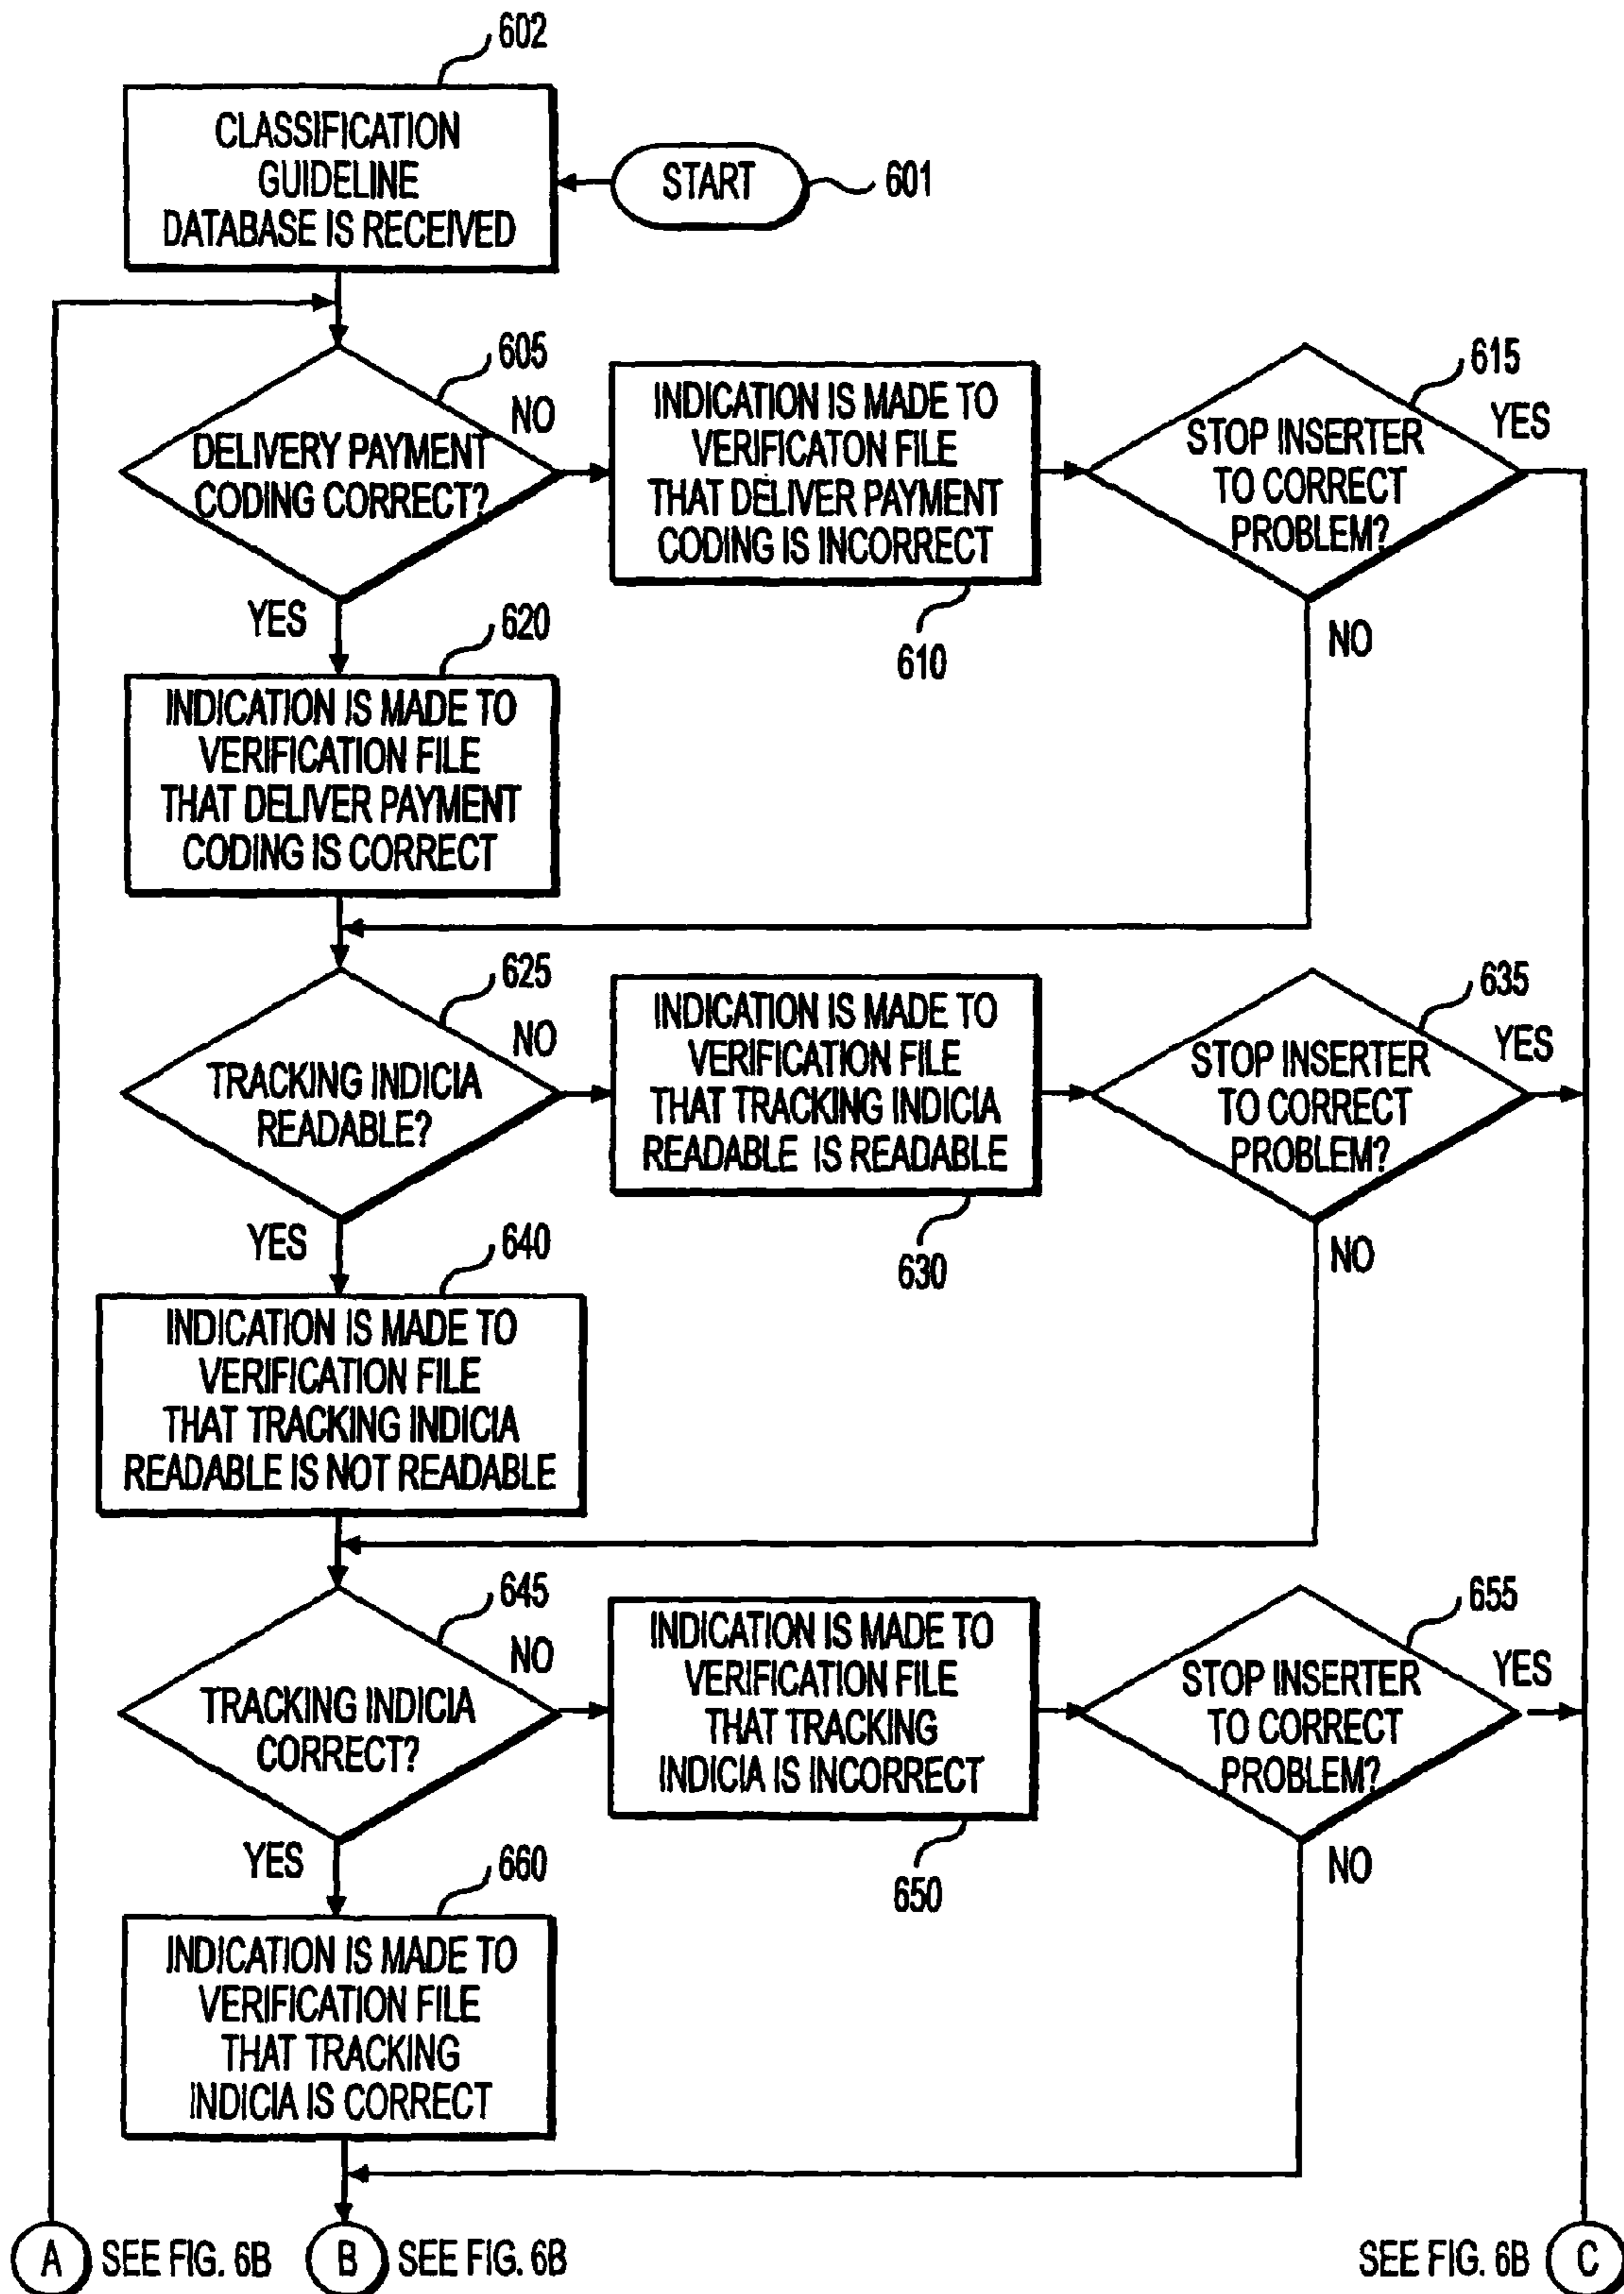 602
CLASSIFICATION
GUIDELINE
DATABASE IS RECEIVED
START
601
605
DELIVERY PAYMENT
CODING CORRECT?
NO
INDICATION IS MADE TO
VERIFICATON FILE
THAT DELIVER PAYMENT
CODING IS INCORRECT
610
615
STOP INSERTER
TO CORRECT
PROBLEM?
YES
NO
YES
620
INDICATION IS MADE TO
VERIFICATION FILE
THAT DELIVER PAYMENT
CODING IS CORRECT
625
TRACKING INDICIA
READABLE?
NO
INDICATION IS MADE TO
VERIFICATION FILE
THAT TRACKING INDICIA
READABLE IS READABLE
630
635
STOP INSERTER
TO CORRECT
PROBLEM?
YES
NO
YES
640
INDICATION IS MADE TO
VERIFICATION FILE
THAT TRACKING INDICIA
READABLE IS NOT READABLE
645
TRACKING INDICIA
CORRECT?
NO
INDICATION IS MADE TO
VERIFICATION FILE
THAT TRACKING
INDICIA IS INCORRECT
650
655
STOP INSERTER
TO CORRECT
PROBLEM?
YES
NO
YES
660
INDICATION IS MADE TO
VERIFICATION FILE
THAT TRACKING
INDICIA IS CORRECT
A SEE FIG. 6B
B SEE FIG. 6B
SEE FIG. 6B C